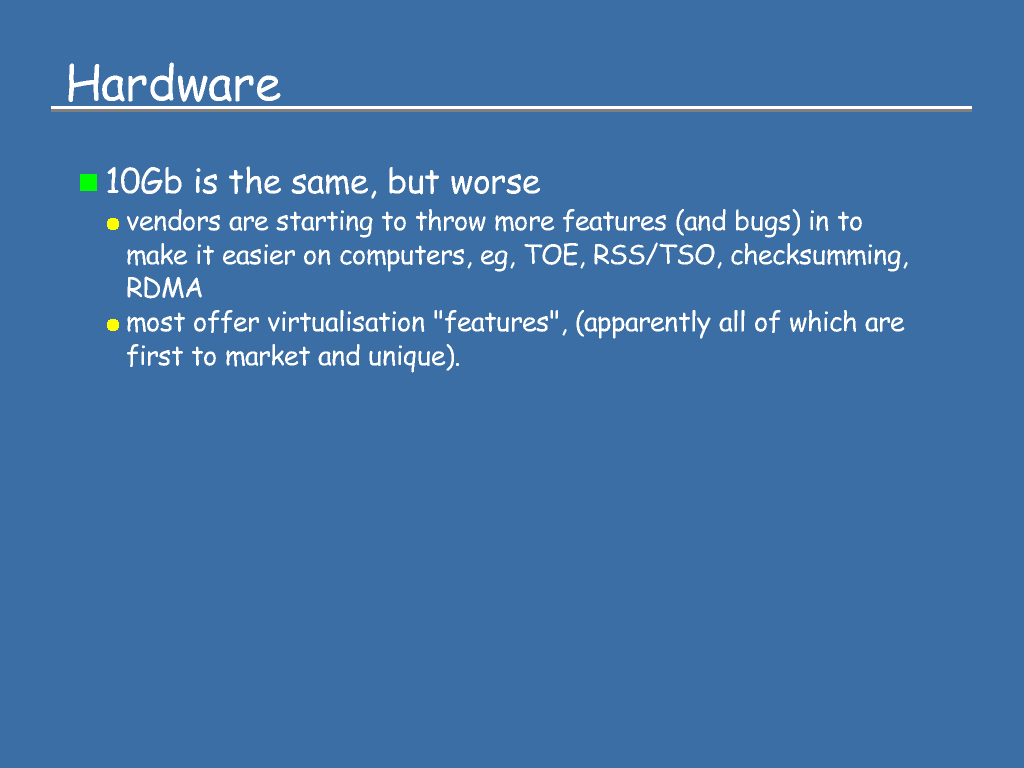 Hardware
10Gb is the same, but worse
vendors are starting to throw more features (and bugs) in to
make it easier on computers, eg, TOE, RSS/TSO, checksumming,
RDMA
most offer virtualisation "features", (apparently all of which are
first to market and unique).